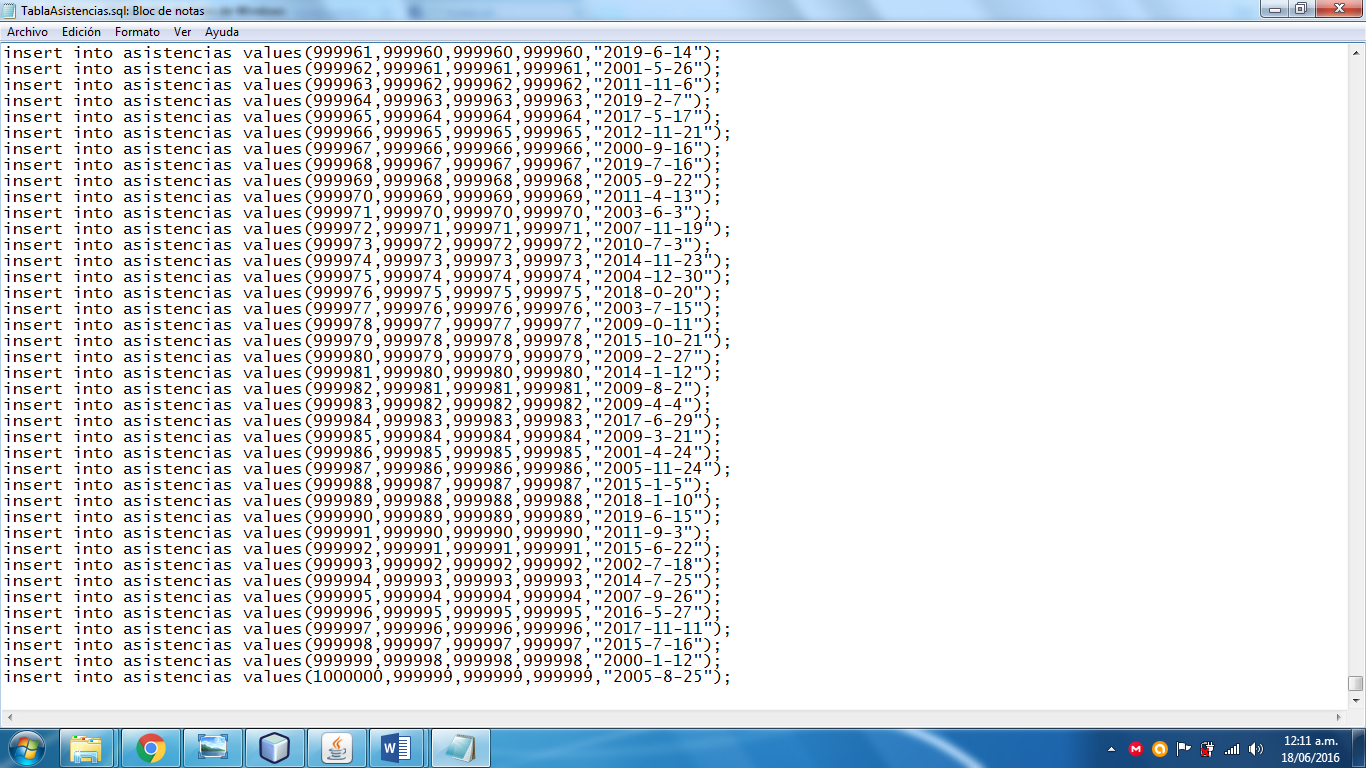 TablaAsistencias.sql: Bloc de notas
Archivo Edición Formato Ver Ayuda
insert into asistencias values(999961,999960,999960,999960,"2019-6-14");
insert into asistencias values(999962,999961,999961,999961,"2001-5-26");
insert into asistencias values(999963,999962,999962,999962,"2011-11-6");
insert into asistencias values(999964,999963,999963,999963,"2019-2-7");
insert into asistencias values(999965,999964,999964,999964,"2017-5-17");
insert into asistencias values(999966,999965,999965,999965,"2012-11-21");
insert into asistencias values(999967,999966,999966,999966,"2000-9-16");
insert into asistencias values(999968,999967,999967,999967,"2019-7-16");
insert into asistencias values(999969,999968,999968,999968,"2005-9-22");
insert into asistencias values(999970,999969,999969,999969,"2011-4-13");
insert into asistencias values(999971,999970,999970,999970,"2003-6-3");
insert into asistencias values(999972,999971,999971,999971,"2007-11-19");
insert into asistencias values(999973,999972,999972,999972,"2010-7-3");
insert into asistencias values(999974,999973,999973,999973,"2014-11-23");
insert into asistencias values(999975,999974,999974,999974,"2004-12-30");
insert into asistencias values(999976,999975,999975,999975,"2018-0-20");
insert into asistencias values(999977,999976,999976,999976,"2003-7-15");
insert into asistencias values(999978,999977,999977,999977,"2009-0-11");
insert into asistencias values(999979,999978,999978,999978,"2015-10-21");
insert into asistencias values(999980,999979,999979,999979,"2009-2-27");
insert into asistencias values(999981,999980,999980,999980,"2014-1-12");
insert into asistencias values(999982,999981,999981,999981,"2009-8-2");
insert into asistencias values(999983,999982,999982,999982,"2009-4-4");
insert into asistencias values(999984,999983,999983,999983,"2017-6-29");
insert into asistencias values(999985,999984,999984,999984,"2009-3-21");
insert into asistencias values(999986,999985,999985,999985,"2001-4-24");
insert into asistencias values(999987,999986,999986,999986,"2005-11-24");
insert into asistencias values(999988,999987,999987,999987,"2015-1-5");
insert into asistencias values(999989,999988,999988,999988,"2018-1-10");
insert into asistencias values(999990,999989,999989,999989,"2019-6-15");
insert into asistencias values(999991,999990,999990,999990,"2011-9-3");
insert into asistencias values(999992,999991,999991,999991,"2015-6-22");
insert into asistencias values(999993,999992,999992,999992,"2002-7-18");
insert into asistencias values(999994,999993,999993,999993,"2014-7-25");
insert into asistencias values(999995,999994,999994,999994,"2007-9-26");
insert into asistencias values(999996,999995,999995,999995,"2016-5-27");
insert into asistencias values(999997,999996,999996,999996,"2017-11-11");
insert into asistencias values(999998,999997,999997,999997,"2015-7-16");
insert into asistencias values(999999,999998,999998,999998,"2000-1-12");
insert into asistencias values(1000000,999999,999999,999999,"2005-8-25");
12:11 a.m.
18/06/2016